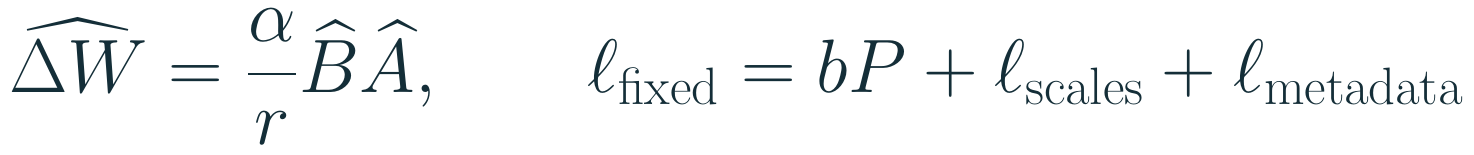 $\widehat{\Delta W} = \frac{\alpha}{r} \widehat{B} \widehat{A}, \qquad \ell_{\text{fixed}} = bP + \ell_{\text{scales}} + \ell_{\text{metadata}}$